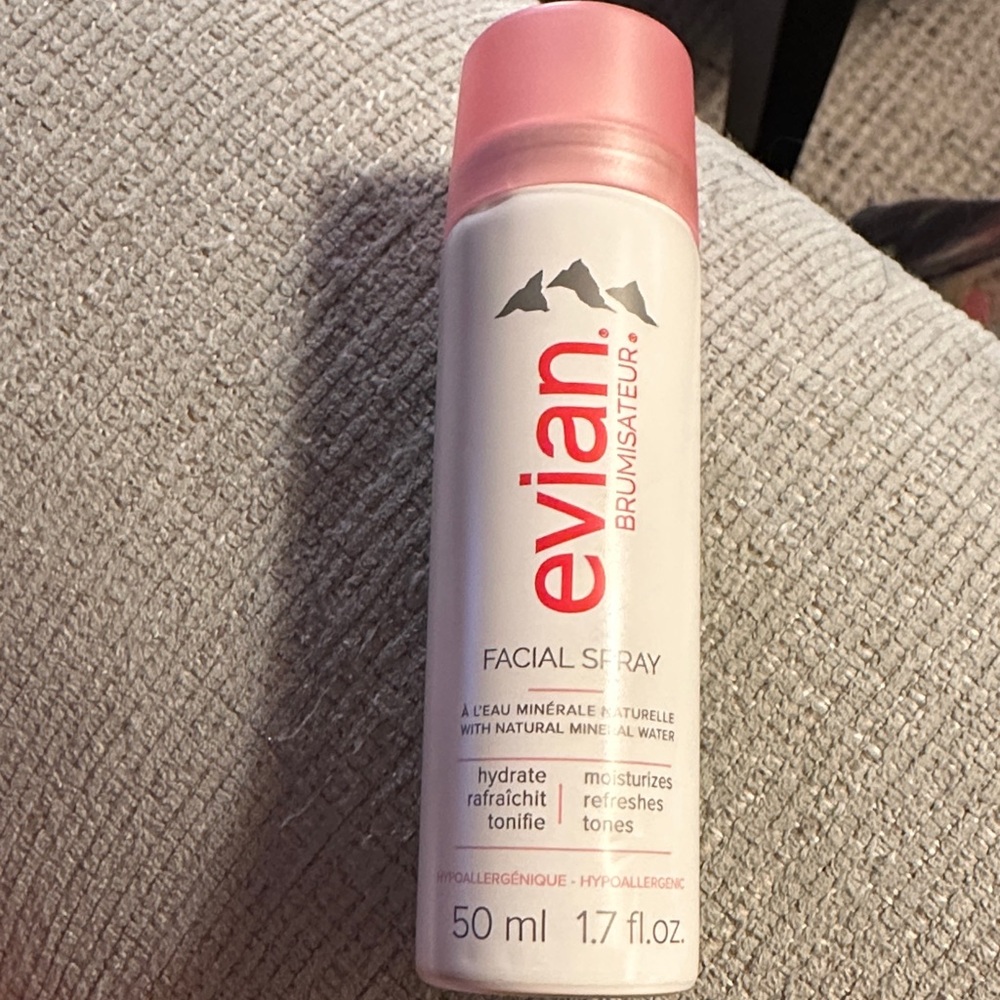 evian.®
BRUMISATEUR®
FACIAL SPRAY
À L'EAU MINÉRALE NATURELLE
WITH NATURAL MINERAL WATER
hydrate moisturizes
rafraîchit refreshes
tonifie tones
HYPOALLERGÉNIQUE - HYPOALLERGENIC
50 ml 1.7 fl.oz.